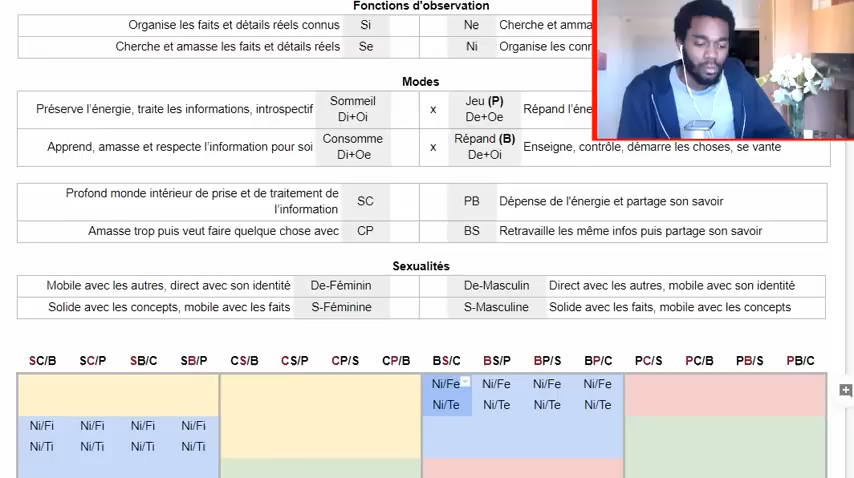 Fonctions d'observation
Organise les faits et détails réels connus Si Ne Cherche et amma
Cherche et amasse les faits et détails réels Se Ni Organise les con
Modes
Préserve l'énergie, traite les informations, introspectif Sommeil Di+Oi x Jeu (P) De+Oe Répand l'éne
Apprend, amasse et respecte l'information pour soi Consomme Di+Oe x Répand (B) De+Oi Enseigne, contrôle, démarre les choses, se vante
Profond monde intérieur de prise et de traitement de l'information SC PB Dépense de l'énergie et partage son savoir
Amasse trop puis veut faire quelque chose avec CP BS Retravaille les même infos puis partage son savoir
Sexualités
Mobile avec les autres, direct avec son identité De-Féminin De-Masculin Direct avec les autres, mobile avec son identité
Solide avec les concepts, mobile avec les faits S-Féminine S-Masculine Solide avec les faits, mobile avec les concepts
SC/B SC/P SB/C SB/P CS/B CS/P CP/S CP/B BS/C BS/P BP/S BP/C PC/S PC/B PB/S PB/C
Ni/Fe Ni/Fe Ni/Fe Ni/Fe
Ni/Te Ni/Te Ni/Te Ni/Te
Ni/Fi Ni/Fi Ni/Fi Ni/Fi
Ni/Ti Ni/Ti Ni/Ti Ni/Ti